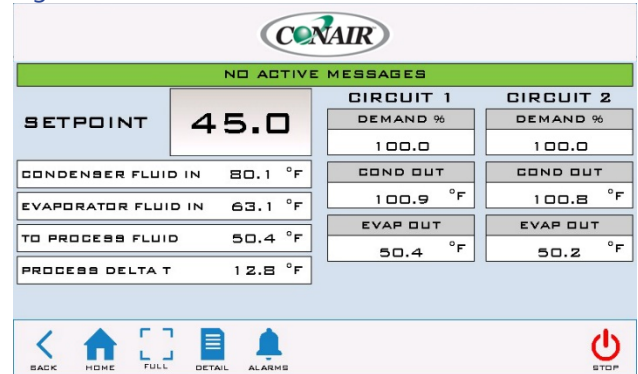 CONAIR
NO ACTIVE MESSAGES
SETPOINT 45.0
CONDENSER FLUID IN 80.1 °F
EVAPORATOR FLUID IN 63.1 °F
TO PROCESS FLUID 50.4 °F
PROCESS DELTA T 12.8 °F
CIRCUIT 1
DEMAND %
100.0
COND OUT
100.9 °F
EVAP OUT
50.4 °F
CIRCUIT 2
DEMAND %
100.0
COND OUT
100.8 °F
EVAP OUT
50.2 °F
BACK HOME FULL DETAIL ALARMS STOP